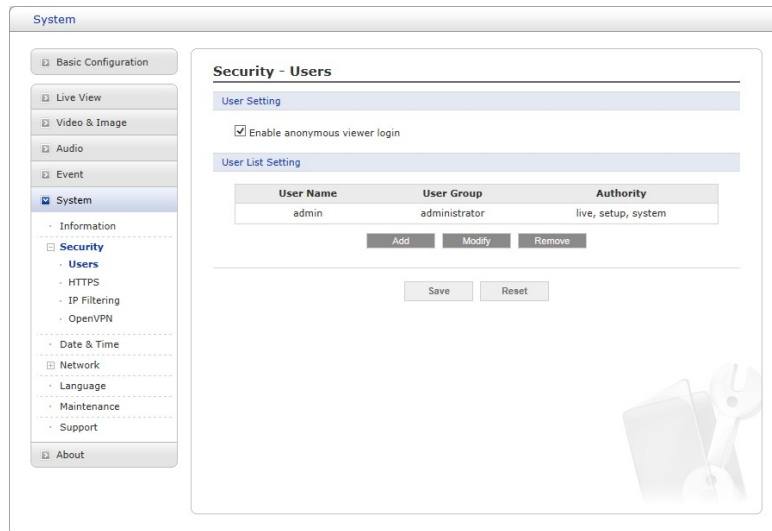 System
Basic Configuration
Live View
Video & Image
Audio
Event
System
Information
Security
Users
HTTPS
IP Filtering
OpenVPN
Date & Time
Network
Language
Maintenance
Support
About
Security - Users
User Setting
Enable anonymous viewer login
User List Setting
User Name User Group Authority
admin administrator live, setup, system
Add Modify Remove
Save Reset